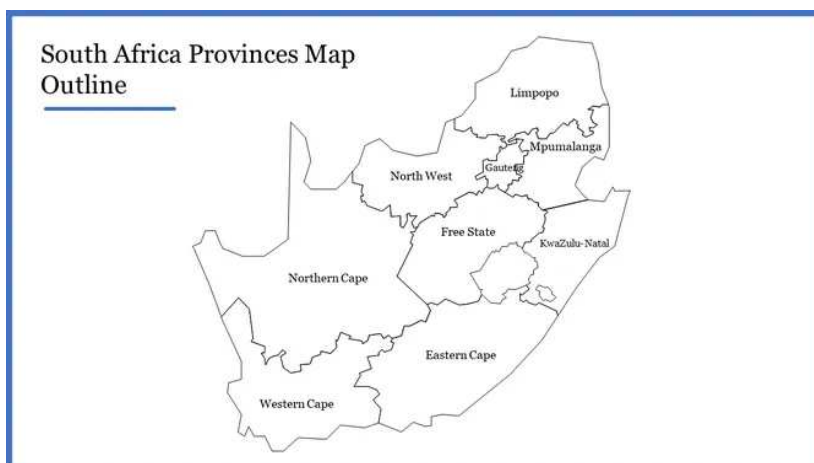 South Africa Provinces Map
Outline
Limpopo
Mpumalanga
Gauteng
North West
Free State
KwaZulu-Natal
Northern Cape
Eastern Cape
Western Cape